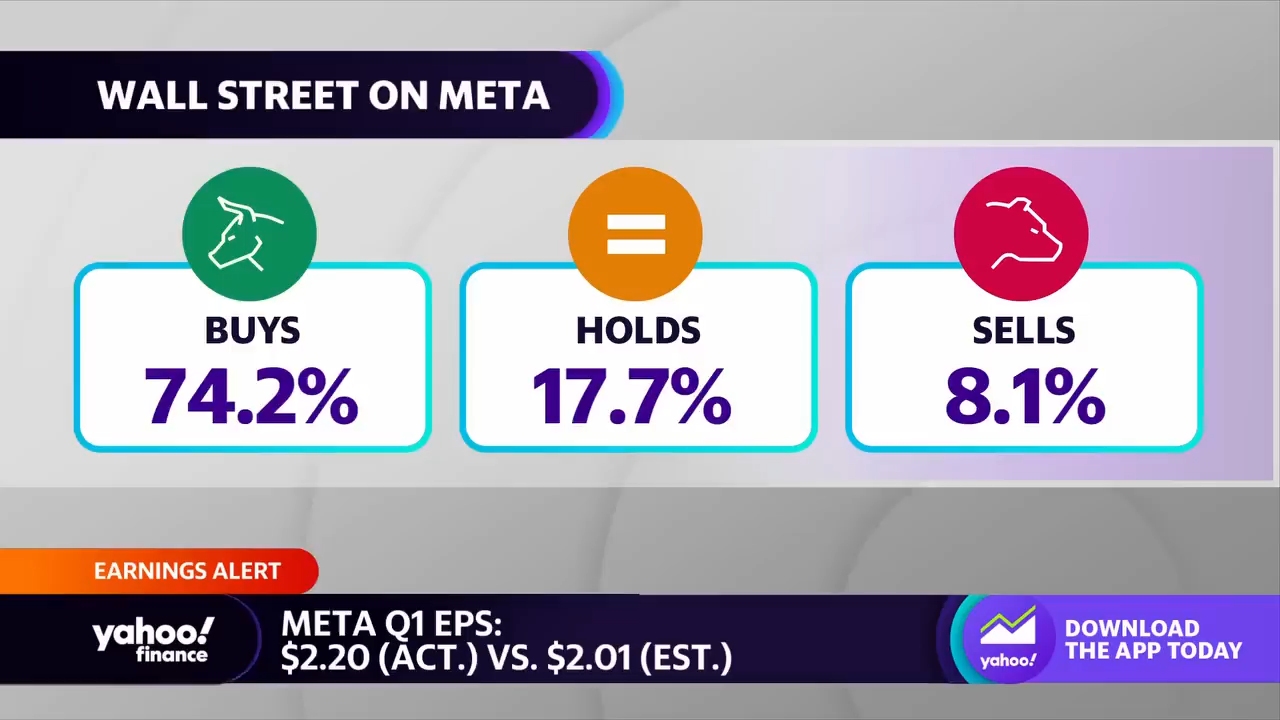 WALL STREET ON META
BUYS
74.2%
HOLDS
17.7%
SELLS
8.1%
EARNINGS ALERT
yahoo!
finance
META Q1 EPS:
$2.20 (ACT.) VS. $2.01 (EST.)
yahoo!
DOWNLOAD
THE APP TODAY